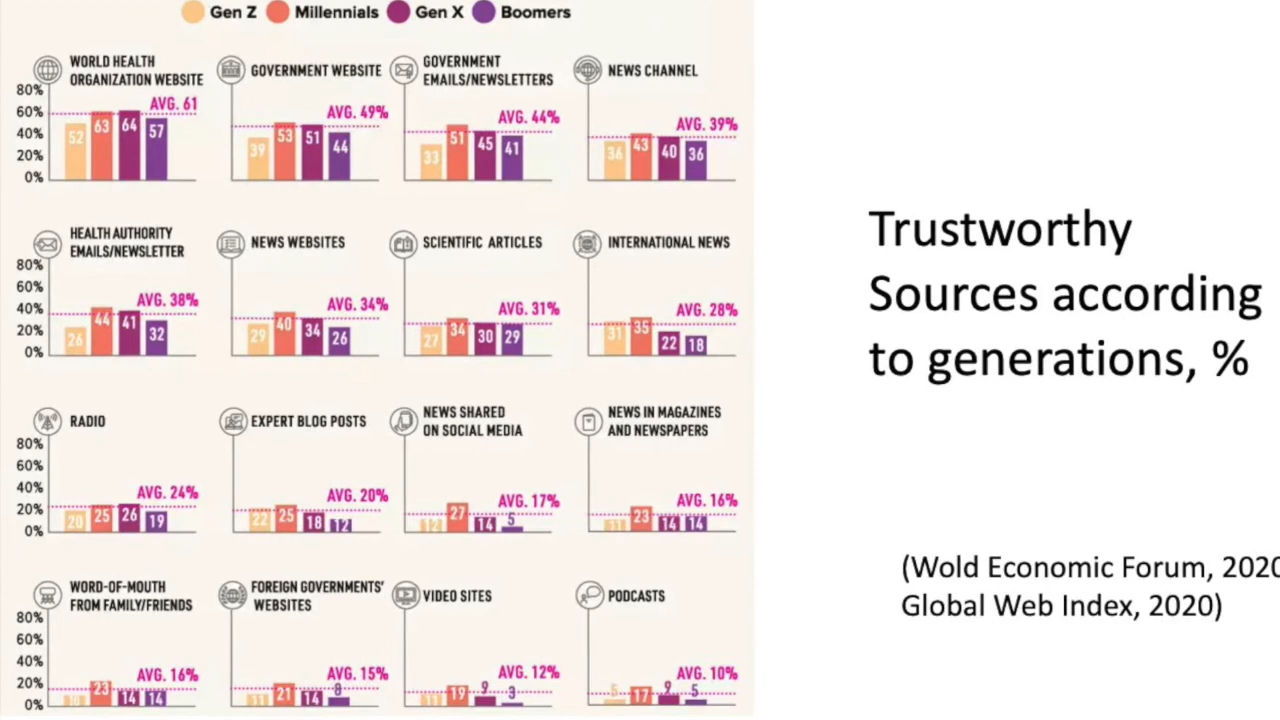 Gen Z Millennials Gen X Boomers
WORLD HEALTH
ORGANIZATION WEBSITE
80%
60%
40%
20%
0%
AVG. 61
52 63 64 57
GOVERNMENT WEBSITE
AVG. 49%
39 53 51 44
GOVERNMENT
EMAILS/NEWSLETTERS
AVG. 44%
33 51 45 41
NEWS CHANNEL
AVG. 39%
36 43 40 36
HEALTH AUTHORITY
EMAILS/NEWSLETTER
80%
60%
40%
20%
0%
AVG. 38%
26 44 41 32
NEWS WEBSITES
AVG. 34%
29 40 34 26
SCIENTIFIC ARTICLES
AVG. 31%
27 34 30 29
INTERNATIONAL NEWS
AVG. 28%
31 35 22 18
RADIO
80%
60%
40%
20%
0%
AVG. 24%
20 25 26 19
EXPERT BLOG POSTS
AVG. 20%
22 25 18 12
NEWS SHARED
ON SOCIAL MEDIA
AVG. 17%
12 27 14 5
NEWS IN MAGAZINES
AND NEWSPAPERS
AVG. 16%
11 23 14 14
WORD-OF-MOUTH
FROM FAMILY/FRIENDS
80%
60%
40%
20%
0%
AVG. 16%
10 23 14 14
FOREIGN GOVERNMENTS'
WEBSITES
AVG. 15%
11 21 14 8
VIDEO SITES
AVG. 12%
11 19 9 3
PODCASTS
AVG. 10%
5 17 9 5
Trustworthy
Sources according
to generations, %
(Wold Economic Forum, 2020
Global Web Index, 2020)